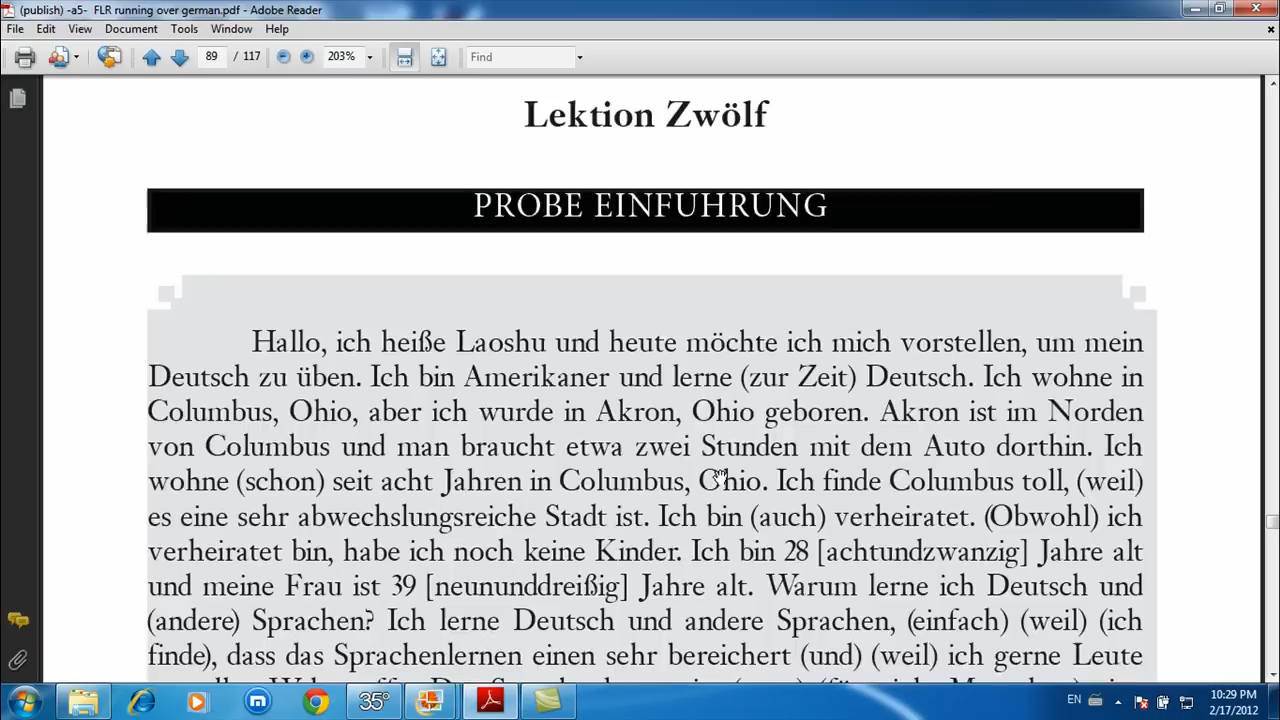 (publish) -a5- FLR running over german.pdf - Adobe Reader
File Edit View Document Tools Window Help
89 / 117 203% Find
Lektion Zwölf
PROBE EINFUHRUNG
Hallo, ich heiße Laoshu und heute möchte ich mich vorstellen, um mein
Deutsch zu üben. Ich bin Amerikaner und lerne (zur Zeit) Deutsch. Ich wohne in
Columbus, Ohio, aber ich wurde in Akron, Ohio geboren. Akron ist im Norden
von Columbus und man braucht etwa zwei Stunden mit dem Auto dorthin. Ich
wohne (schon) seit acht Jahren in Columbus, Ohio. Ich finde Columbus toll, (weil)
es eine sehr abwechslungsreiche Stadt ist. Ich bin (auch) verheiratet. (Obwohl) ich
verheiratet bin, habe ich noch keine Kinder. Ich bin 28 [achtundzwanzig] Jahre alt
und meine Frau ist 39 [neununddreißig] Jahre alt. Warum lerne ich Deutsch und
(andere) Sprachen? Ich lerne Deutsch und andere Sprachen, (einfach) (weil) (ich
finde), dass das Sprachenlernen einen sehr bereichert (und) (weil) ich gerne Leute
35°
EN
10:29 PM
2/17/2012